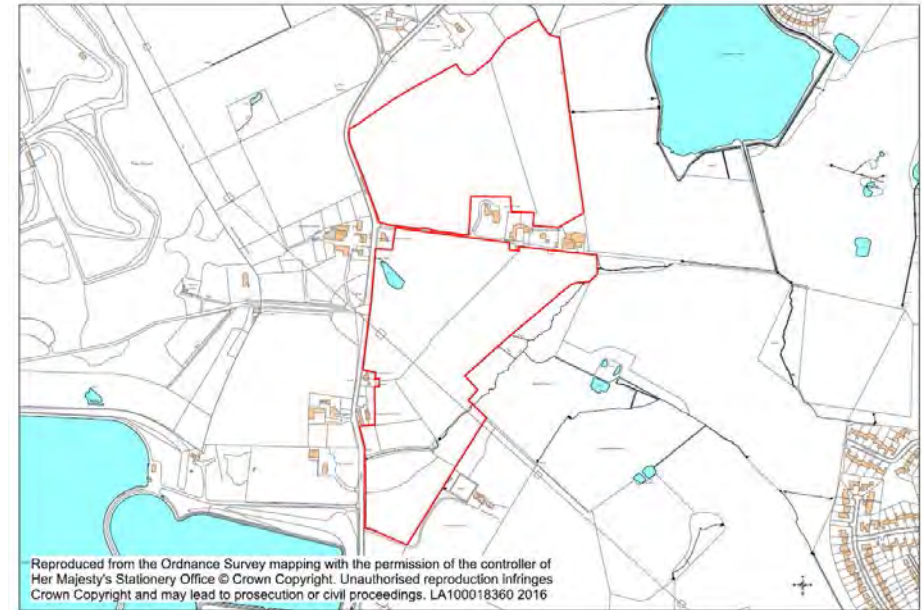 Reproduced from the Ordnance Survey mapping with the permission of the controller of
Her Majesty's Stationery Office © Crown Copyright. Unauthorised reproduction infringes
Crown Copyright and may lead to prosecution or civil proceedings. LA100018360 2016